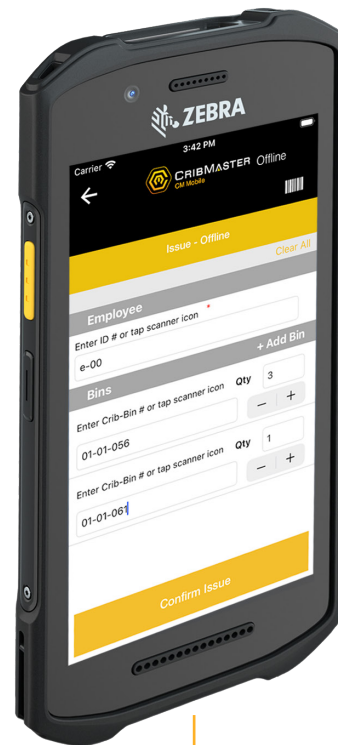 ZEBRA
Carrier 3:42 PM
CRIBMASTER Offline
CM Mobile
Issue - Offline
Clear All
Employee
Enter ID # or tap scanner icon *
e-00
Bins + Add Bin
Enter Crib-Bin # or tap scanner icon Qty 3
01-01-056 − +
Enter Crib-Bin # or tap scanner icon Qty 1
01-01-061 − +
Confirm Issue